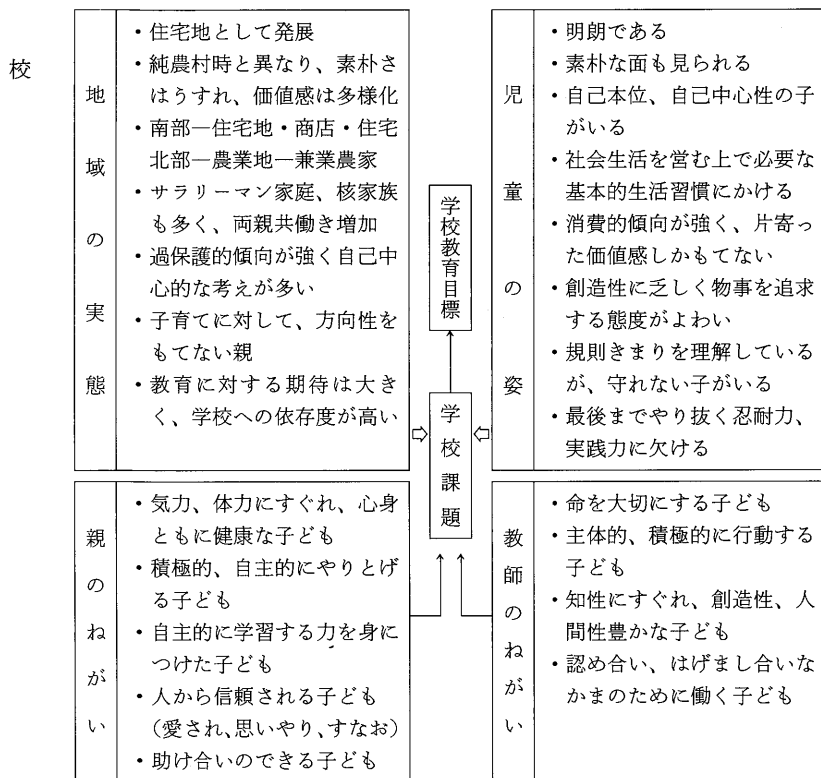 校
地域の実態
・住宅地として発展
・純農村時と異なり、素朴さ
はうすれ、価値感は多様化
・南部―住宅地・商店・住宅
北部―農業地―兼業農家
・サラリーマン家庭、核家族
も多く、両親共働き増加
・過保護的傾向が強く自己中
心的な考えが多い
・子育てに対して、方向性を
もてない親
・教育に対する期待は大き
く、学校への依存度が高い
学校教育目標
学校課題
児童の姿
・明朗である
・素朴な面も見られる
・自己本位、自己中心性の子
がいる
・社会生活を営む上で必要な
基本的生活習慣にかける
・消費的傾向が強く、片寄っ
た価値感しかもてない
・創造性に乏しく物事を追求
する態度がよわい
・規則きまりを理解している
が、守れない子がいる
・最後までやり抜く忍耐力、
実践力に欠ける
親のねがい
・気力、体力にすぐれ、心身
ともに健康な子ども
・積極的、自主的にやりとげ
る子ども
・自主的に学習する力を身に
つけた子ども
・人から信頼される子ども
(愛され、思いやり、すなお)
・助け合いのできる子ども
教師のねがい
・命を大切にする子ども
・主体的、積極的に行動する
子ども
・知性にすぐれ、創造性、人
間性豊かな子ども
・認め合い、はげまし合いな
かまのために働く子ども